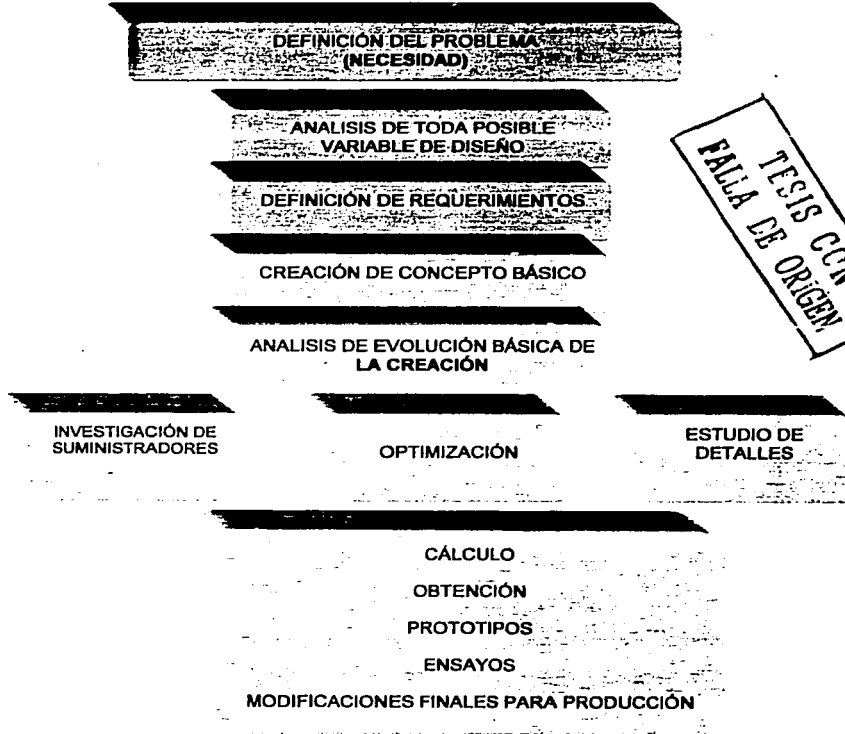 DEFINICIÓN DEL PROBLEMA
(NECESIDAD)
ANALISIS DE TODA POSIBLE
VARIABLE DE DISEÑO
DEFINICIÓN DE REQUERIMIENTOS
CREACIÓN DE CONCEPTO BÁSICO
ANALISIS DE EVOLUCIÓN BÁSICA DE
LA CREACIÓN
INVESTIGACIÓN DE
SUMINISTRADORES
OPTIMIZACIÓN
ESTUDIO DE
DETALLES
CÁLCULO
OBTENCIÓN
PROTOTIPOS
ENSAYOS
MODIFICACIONES FINALES PARA PRODUCCIÓN
TESIS CON
FALLA DE ORIGEN